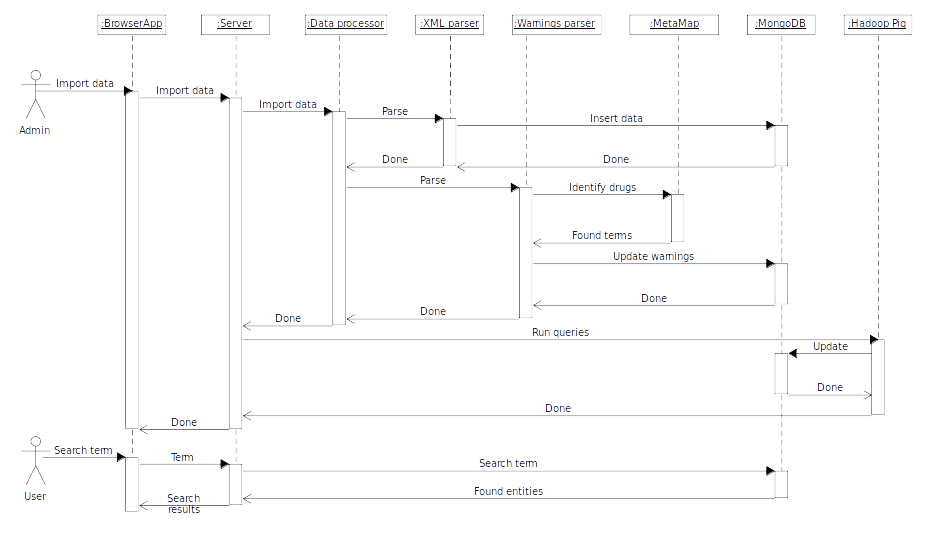 :BrowserApp :Server :Data processor :XML parser :Warnings parser :MetaMap :MongoDB :Hadoop Pig
Import data
Import data
Import data
Parse
Insert data
Admin
Done Done
Parse
Identify drugs
Found terms
Update warnings
Done
Done
Done
Run queries
Update
Done
Done
Done
Search term
Term
Search term
Found entities
User
Search
results